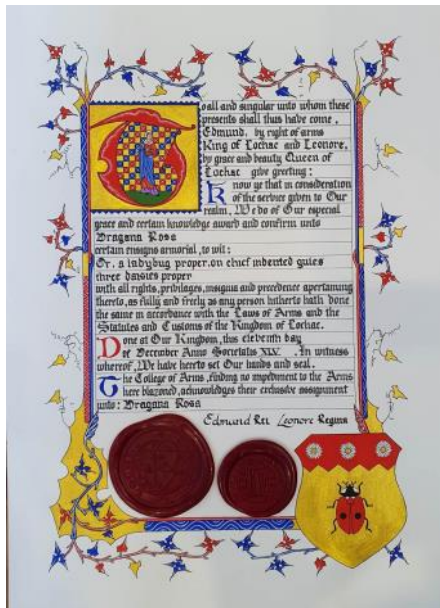 To all and singular unto whom these
presents shall thus have come,
Edmund, by right of arms
King of Lochac and Leonore,
by grace and beauty Queen of
Lochac give greeting:
Know ye that in consideration
of the service given to Our
realm, We do of Our especial
grace and certain knowledge award and confirm unto
Dragana Rosa
certain ensigns armorial, to wit:
Or, a ladybug proper, on chief indented gules
three daisies proper
with all rights, privilages, insignia and precedence apertaining
thereto, as fully and freely as any person hitherto hath done
the same in accordance with the Laws of Arms and the
Statutes and Customs of the Kingdom of Lochac.
Done at Our Kingdom, this eleventh day
of December Anno Societatis XLV. In witness
whereof, We have hereto set Our hands and seal.
The College of Arms, finding no impediment to the Arms
here blazoned, acknowledges their exclusive assignment
unto: Dragana Rosa
Edmund Rex Leonore Regina